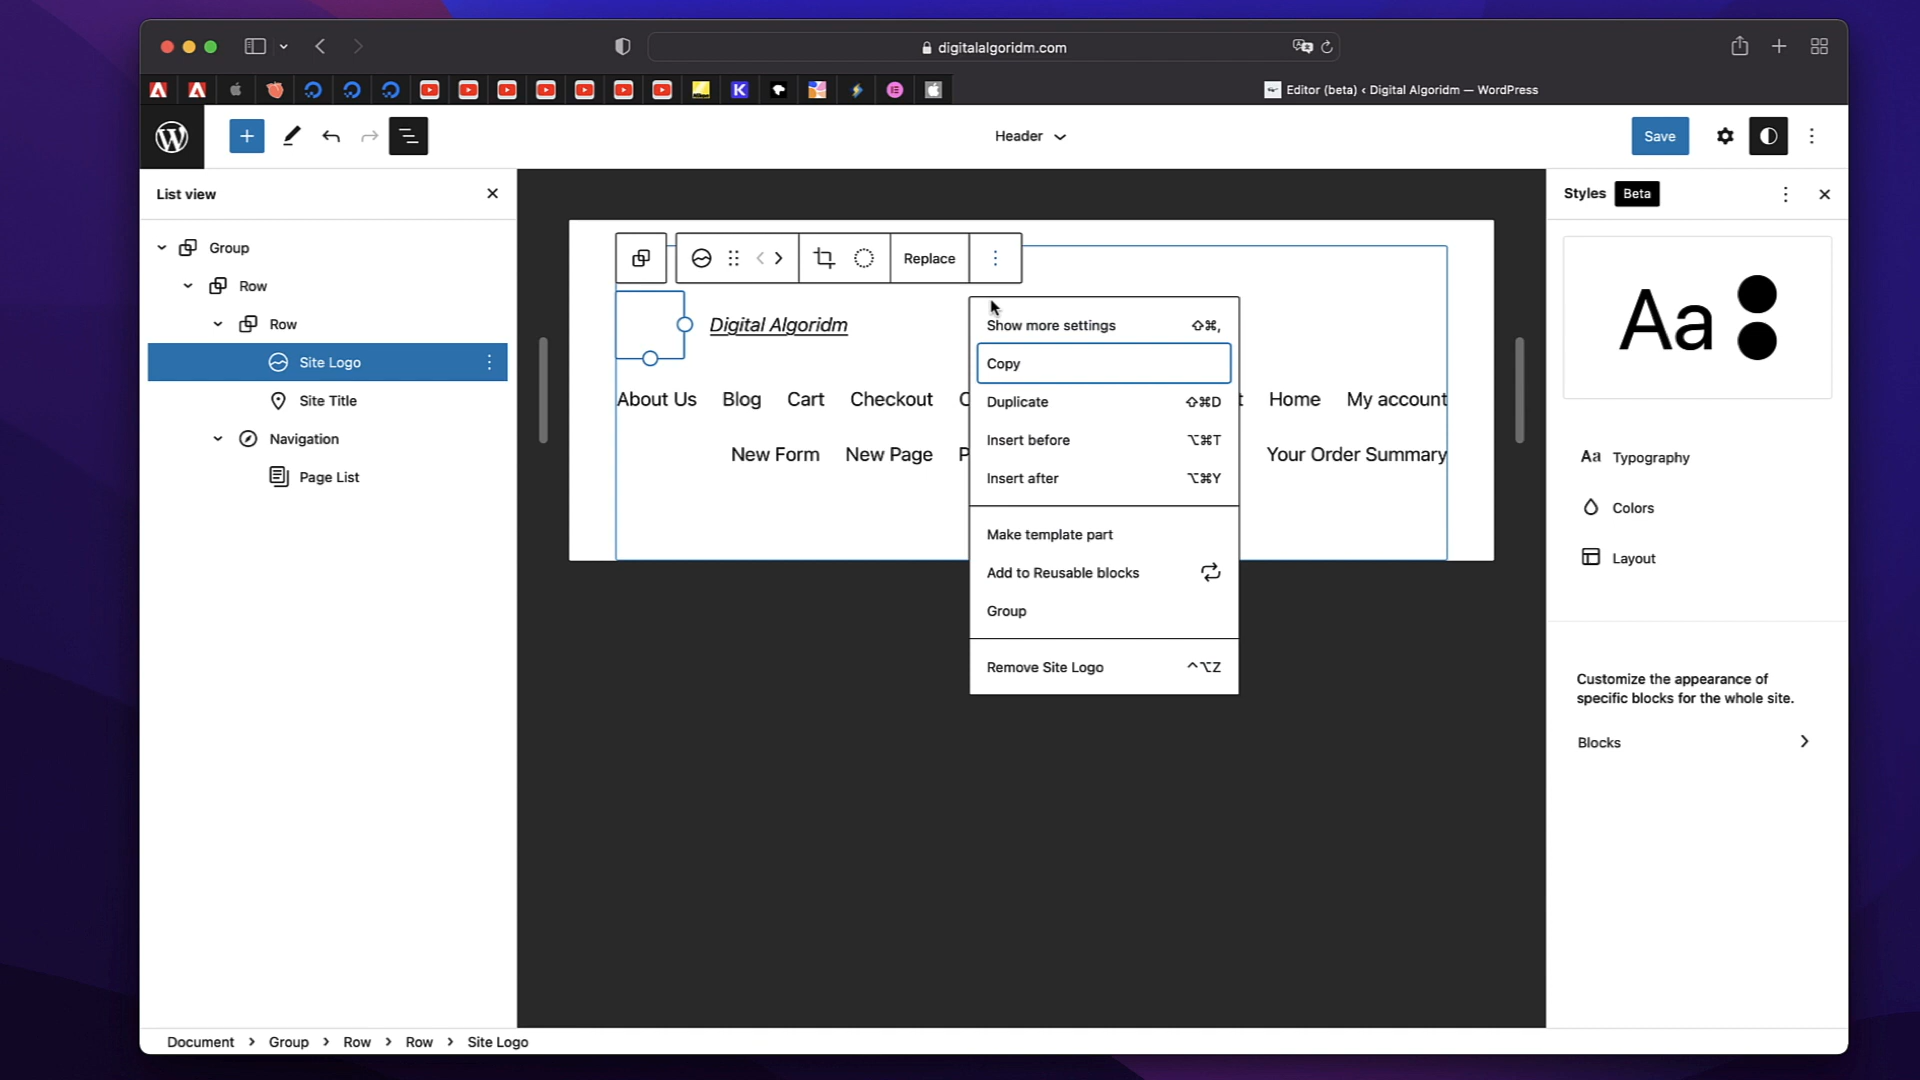 digitalalgoridm.com
Editor (beta) ‹ Digital Algoridm — WordPress
Header
Save
List view
Group
Row
Row
Site Logo
Site Title
Navigation
Page List
Replace
Digital Algoridm
About Us Blog Cart Checkout Home My account
New Form New Page Your Order Summary
Show more settings ⇧⌘,
Copy
Duplicate ⇧⌘D
Insert before ⌥⌘T
Insert after ⌥⌘Y
Make template part
Add to Reusable blocks
Group
Remove Site Logo ^⌥Z
Styles Beta
Aa
Aa Typography
Colors
Layout
Customize the appearance of
specific blocks for the whole site.
Blocks
Document > Group > Row > Row > Site Logo